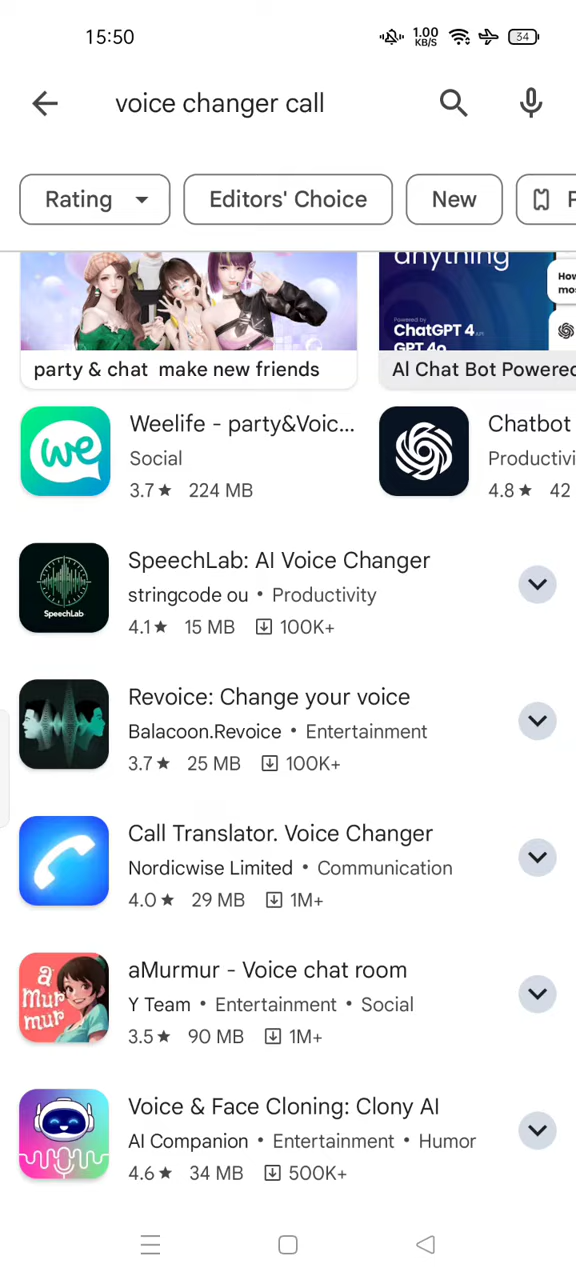 15:50
1.00
KB/S
34
voice changer call
Rating
Editors' Choice
New
anything
Powered by
ChatGPT 4
GPT 4o
party & chat  make new friends
AI Chat Bot Powered
we
Weelife - party&Voic...
Social
3.7★ 224 MB
Chatbot
Productivi
4.8★ 42
SpeechLab
SpeechLab: AI Voice Changer
stringcode ou • Productivity
4.1★ 15 MB 100K+
Revoice: Change your voice
Balacoon.Revoice • Entertainment
3.7★ 25 MB 100K+
Call Translator. Voice Changer
Nordicwise Limited • Communication
4.0★ 29 MB 1M+
a
Mur
mur
aMurmur - Voice chat room
Y Team • Entertainment • Social
3.5★ 90 MB 1M+
Voice & Face Cloning: Clony AI
AI Companion • Entertainment • Humor
4.6★ 34 MB 500K+